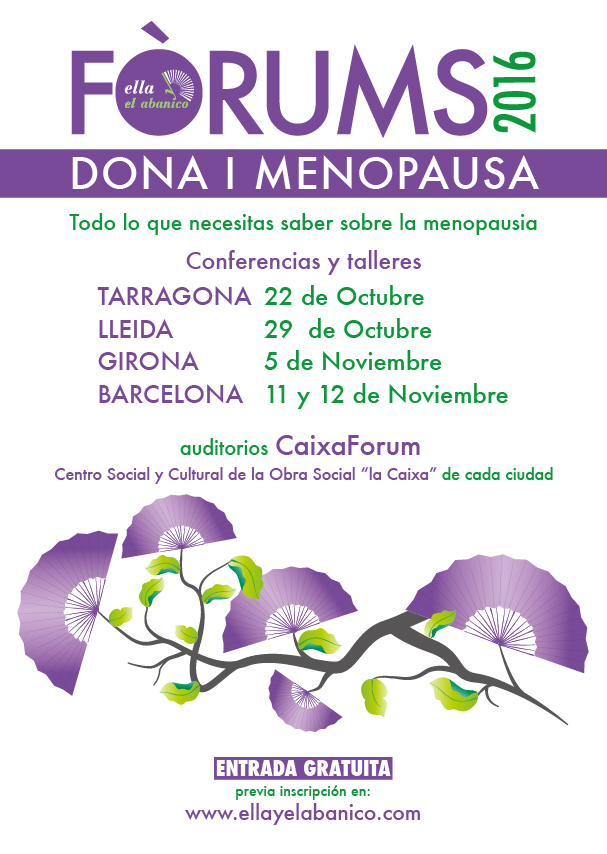 FÒRUMS 2016
ella
el abanico
DONA I MENOPAUSA
Todo lo que necesitas saber sobre la menopausia
Conferencias y talleres
TARRAGONA 22 de Octubre
LLEIDA 29 de Octubre
GIRONA 5 de Noviembre
BARCELONA 11 y 12 de Noviembre
auditorios CaixaForum
Centro Social y Cultural de la Obra Social "la Caixa" de cada ciudad
ENTRADA GRATUITA
previa inscripción en:
www.ellayelabanico.com